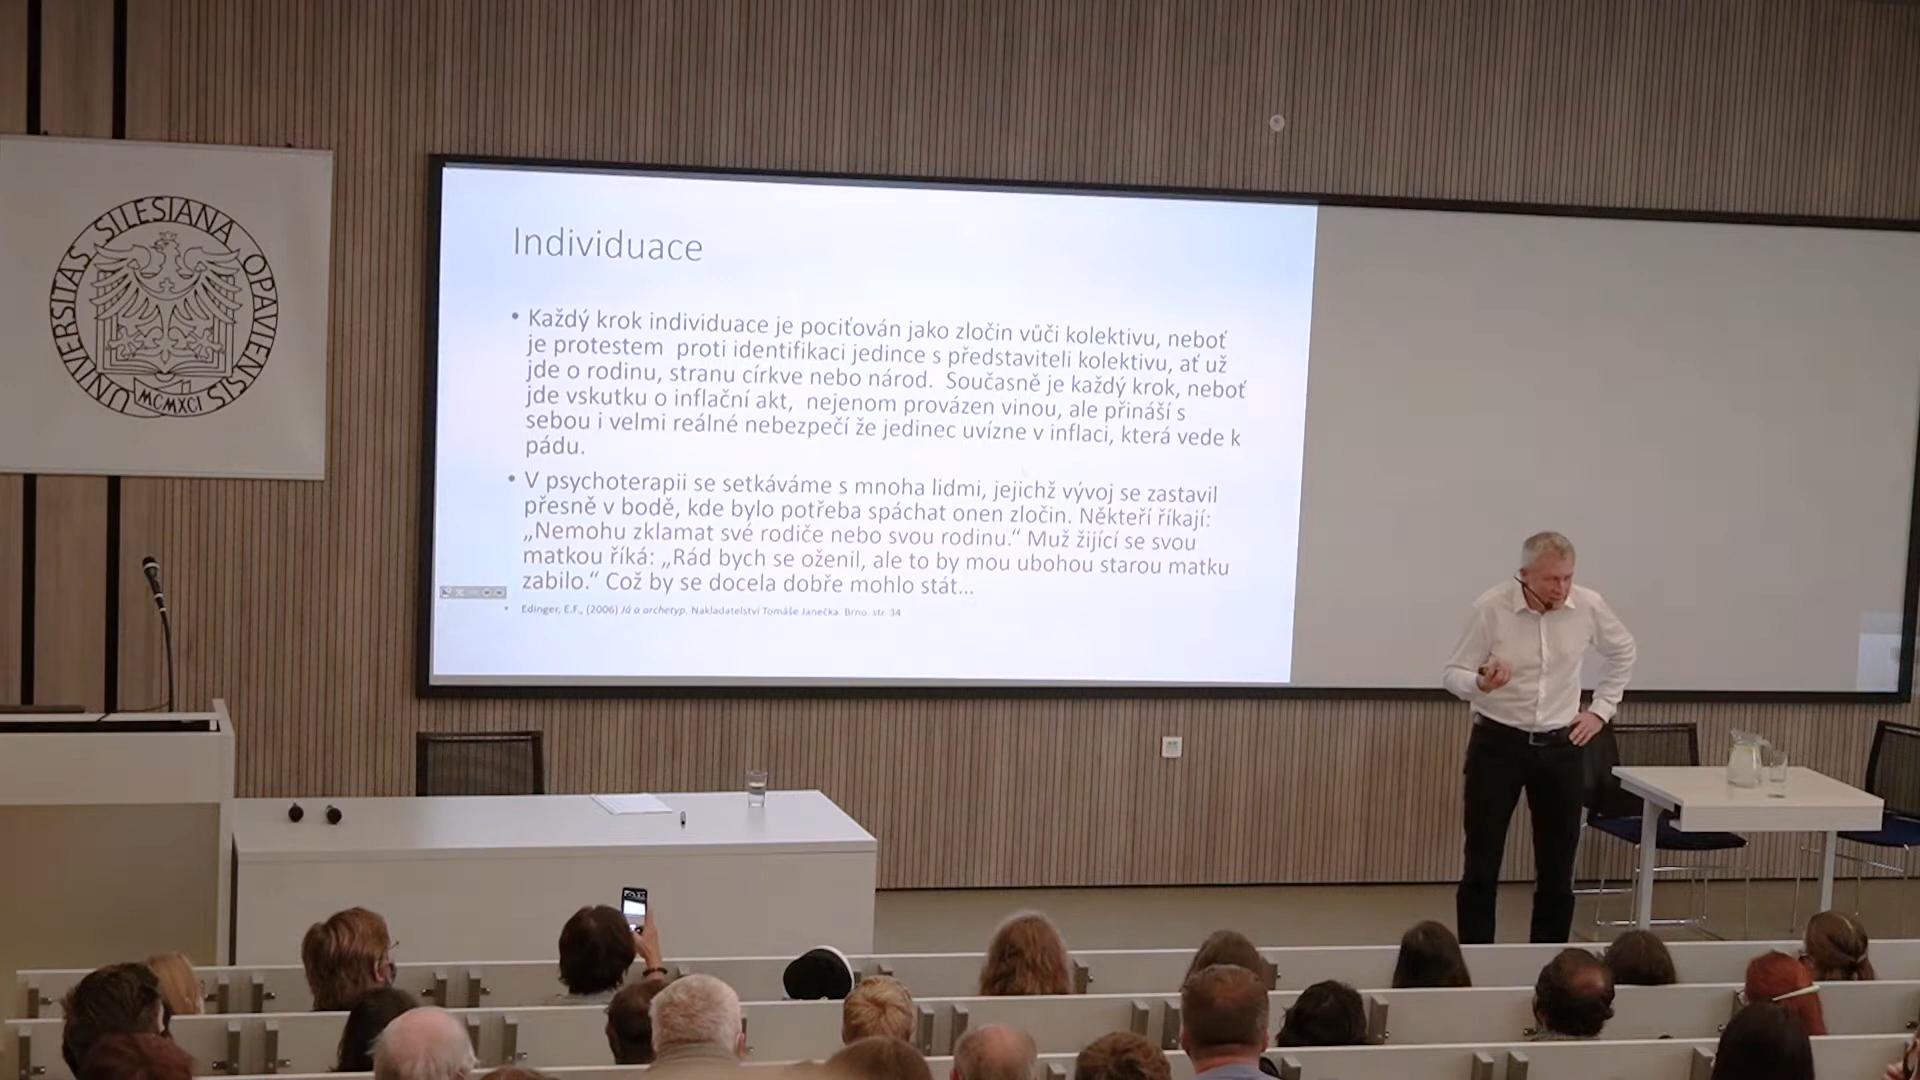 UNIVERSITAS SILESIANA OPAVIENSIS
MCMXCI
Individuace
• Každý krok individuace je pociťován jako zločin vůči kolektivu, neboť
je protestem proti identifikaci jedince s představiteli kolektivu, ať už
jde o rodinu, stranu církve nebo národ. Současně je každý krok, neboť
jde vskutku o inflační akt, nejenom provázen vinou, ale přináší s
sebou i velmi reálné nebezpečí že jedinec uvízne v inflaci, která vede k
pádu.
• V psychoterapii se setkáváme s mnoha lidmi, jejichž vývoj se zastavil
přesně v bodě, kde bylo potřeba spáchat onen zločin. Někteří říkají:
„Nemohu zklamat své rodiče nebo svou rodinu.“ Muž žijící se svou
matkou říká: „Rád bych se oženil, ale to by mou ubohou starou matku
zabilo.“ Což by se docela dobře mohlo stát...
• Edinger, E.F., (2006) Já a archetyp. Nakladatelství Tomáše Janečka. Brno. str. 34